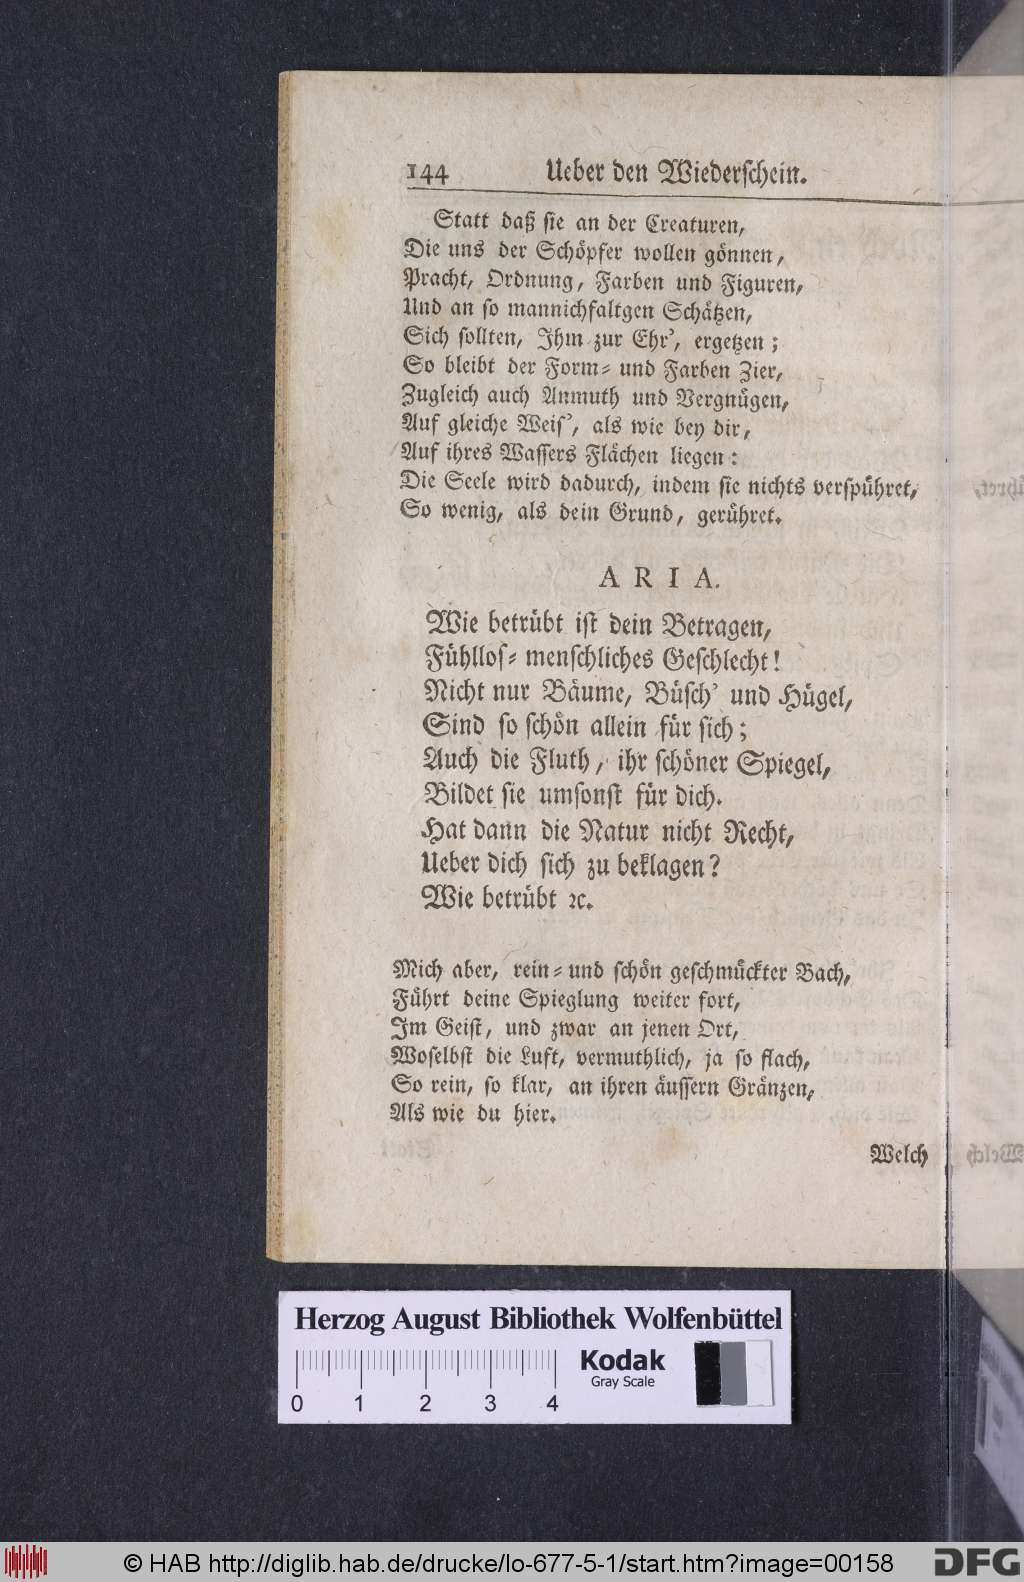 144 Ueber den Wiederschein.
Statt daß sie an der Creaturen,
Die uns der Schöpfer wollen gönnen,
Pracht, Ordnung, Farben und Figuren,
Und an so mannichfaltgen Schätzen,
Sich sollten, Ihm zur Ehr', ergetzen;
So bleibt der Form- und Farben Zier,
Zugleich auch Anmuth und Vergnügen,
Auf gleiche Weis', als wie bey dir,
Auf ihres Wassers Flächen liegen:
Die Seele wird dadurch, indem sie nichts verspühret,
So wenig, als dein Grund, gerühret.
ARIA.
Wie betrübt ist dein Betragen,
Fühllos-menschliches Geschlecht!
Nicht nur Bäume, Büsch' und Hügel,
Sind so schön allein für sich;
Auch die Fluth, ihr schöner Spiegel,
Bildet sie umsonst für dich.
Hat dann die Natur nicht Recht,
Ueber dich sich zu beklagen?
Wie betrübt ꝛc.
Mich aber, rein- und schön geschmückter Bach,
Führt deine Spieglung weiter fort,
Im Geist, und zwar an jenen Ort,
Woselbst die Luft, vermuthlich, ja so flach,
So rein, so klar, an ihren äussern Gränzen,
Als wie du hier.
Welch
Herzog August Bibliothek Wolfenbüttel
Kodak
Gray Scale
0 1 2 3 4
© HAB http://diglib.hab.de/drucke/lo-677-5-1/start.htm?image=00158
DFG